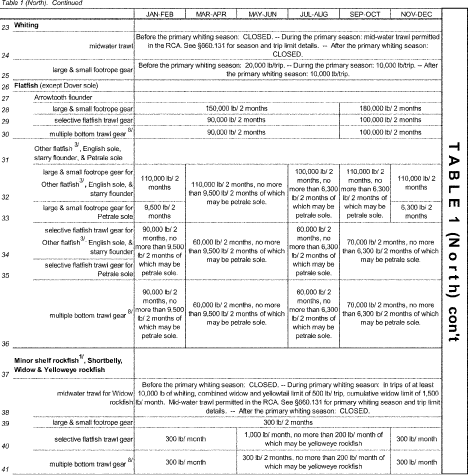 Table 1 (North). Continued
JAN-FEB MAR-APR MAY-JUN JUL-AUG SEP-OCT NOV-DEC
23 Whiting
24 midwater trawl
Before the primary whiting season: CLOSED. -- During the primary season: mid-water trawl permitted
in the RCA. See §660.131 for season and trip limit details. -- After the primary whiting season:
CLOSED.
25 large & small footrope gear
Before the primary whiting season: 20,000 lb/trip. -- During the primary season: 10,000 lb/trip. -- After
the primary whiting season: 10,000 lb/trip.
26 Flatfish (except Dover sole)
27 Arrowtooth flounder
28 large & small footrope gear 150,000 lb/ 2 months 180,000 lb/ 2 months
29 selective flatfish trawl gear 90,000 lb/ 2 months 100,000 lb/ 2 months
30 multiple bottom trawl gear 8/ 90,000 lb/ 2 months 100,000 lb/ 2 months
31 Other flatfish 3/, English sole,
starry flounder, & Petrale sole
32 large & small footrope gear for
Other flatfish 3/, English sole, &
starry flounder
110,000 lb/ 2
months
33 large & small footrope gear for
Petrale sole
9,500 lb/ 2
months
110,000 lb/ 2 months, no more
than 9,500 lb/ 2 months of which
may be petrale sole.
100,000 lb/ 2
months, no more
than 6,300
lb/ 2 months of
which may be
petrale sole.
110,000 lb/ 2
months, no
more than 6,300
lb/ 2 months of
which may be
petrale sole.
110,000 lb/ 2
months
6,300 lb/ 2
months
34 selective flatfish trawl gear for
Other flatfish 3/, English sole, &
starry flounder
35 selective flatfish trawl gear for
Petrale sole
90,000 lb/ 2
months, no
more than 9,500
lb/ 2 months of
which may be
petrale sole.
60,000 lb/ 2 months, no more
than 9,500 lb/ 2 months of which
may be petrale sole.
60,000 lb/ 2
months, no
more than 6,300
lb/ 2 months of
which may be
petrale sole.
70,000 lb/ 2 months, no more
than 6,300 lb/ 2 months of which
may be petrale sole.
36 multiple bottom trawl gear 8/
90,000 lb/ 2
months, no
more than 9,500
lb/ 2 months of
which may be
petrale sole.
60,000 lb/ 2 months, no more
than 9,500 lb/ 2 months of which
may be petrale sole.
60,000 lb/ 2
months, no
more than 6,300
lb/ 2 months of
which may be
petrale sole.
70,000 lb/ 2 months, no more
than 6,300 lb/ 2 months of which
may be petrale sole.
37 Minor shelf rockfish 1/, Shortbelly,
Widow & Yelloweye rockfish
38 midwater trawl for Widow
rockfish
Before the primary whiting season: CLOSED. -- During primary whiting season: In trips of at least
10,000 lb of whiting, combined widow and yellowtail limit of 500 lb/ trip, cumulative widow limit of 1,500
lb/ month. Mid-water trawl permitted in the RCA. See §660.131 for primary whiting season and trip limit
details. -- After the primary whiting season: CLOSED.
39 large & small footrope gear 300 lb/ 2 months
40 selective flatfish trawl gear 300 lb/ month
1,000 lb/ month, no more than 200 lb/ month of
which may be yelloweye rockfish
300 lb/ month
41 multiple bottom trawl gear 8/ 300 lb/ month
300 lb/ 2 months, no more than 200 lb/ month of
which may be yelloweye rockfish
300 lb/ month
TABLE 1 (North) con't